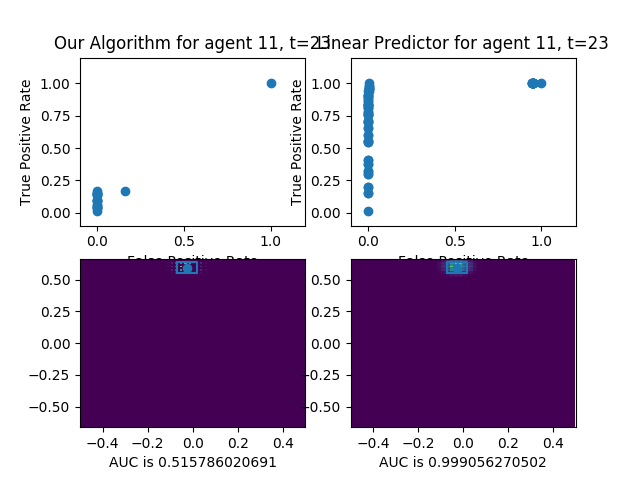 Our Algorithm for agent 11, t=23
Linear Predictor for agent 11, t=23
True Positive Rate
1.00
0.75
0.50
0.25
0.00
0.0 0.5 1.0
False Positive Rate
True Positive Rate
1.00
0.75
0.50
0.25
0.00
0.0 0.5 1.0
False Positive Rate
0.50
0.25
0.00
−0.25
−0.50
−0.4 −0.2 0.0 0.2 0.4
AUC is 0.515786020691
0.50
0.25
0.00
−0.25
−0.50
−0.4 −0.2 0.0 0.2 0.4
AUC is 0.999056270502